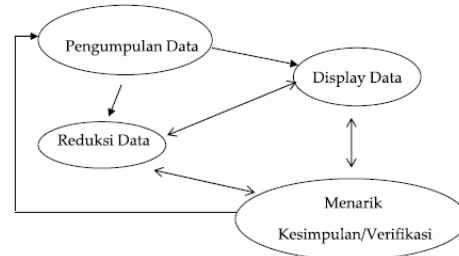 Pengumpulan Data
Display Data
Reduksi Data
Menarik
Kesimpulan/Verifikasi